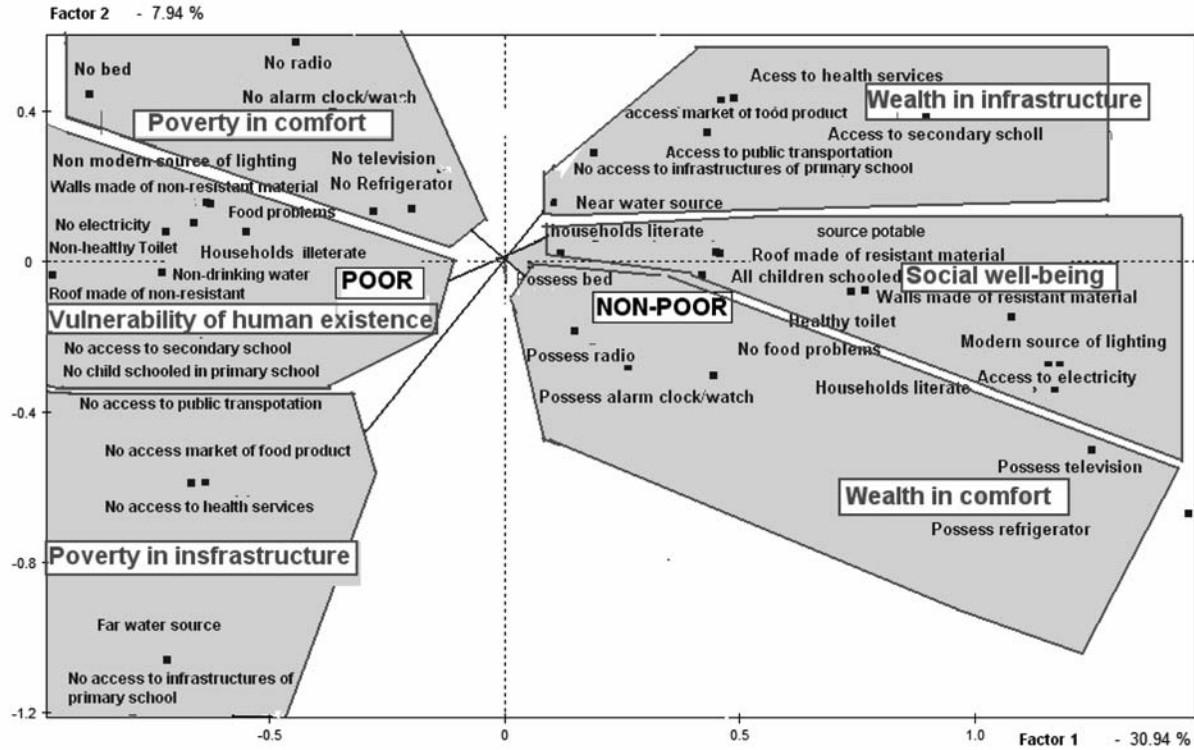 Factor 2 - 7.94 %
No bed
No radio
No alarm clock/watch
Poverty in comfort
Non modern source of lighting
No television
Walls made of non-resistant material
No Refrigerator
Food problems
No electricity
Non-healthy Toilet
Households illeterate
Non-drinking water
POOR
Roof made of non-resistant
Vulnerability of human existence
No access to secondary school
No child schooled in primary school
No access to public transpotation
No access market of food product
No access to health services
Poverty in insfrastructure
Far water source
No access to infrastructures of
primary school
Acess to health services
Wealth in infrastructure
access market of food product
Access to secondary scholl
Access to public transportation
No access to infrastructures of primary school
Near water source
households literate
source potable
Roof made of resistant material
Possess bed
All children schooled
Social well-being
NON-POOR
Walls made of resistant material
Healthy toilet
Modern source of lighting
No food problems
Possess radio
Access to electricity
Households literate
Possess alarm clock/watch
Possess television
Wealth in comfort
Possess refrigerator
0.4
0
-0.4
-0.8
-1.2
-0.5
0
0.5
1.0
Factor 1 - 30.94 %